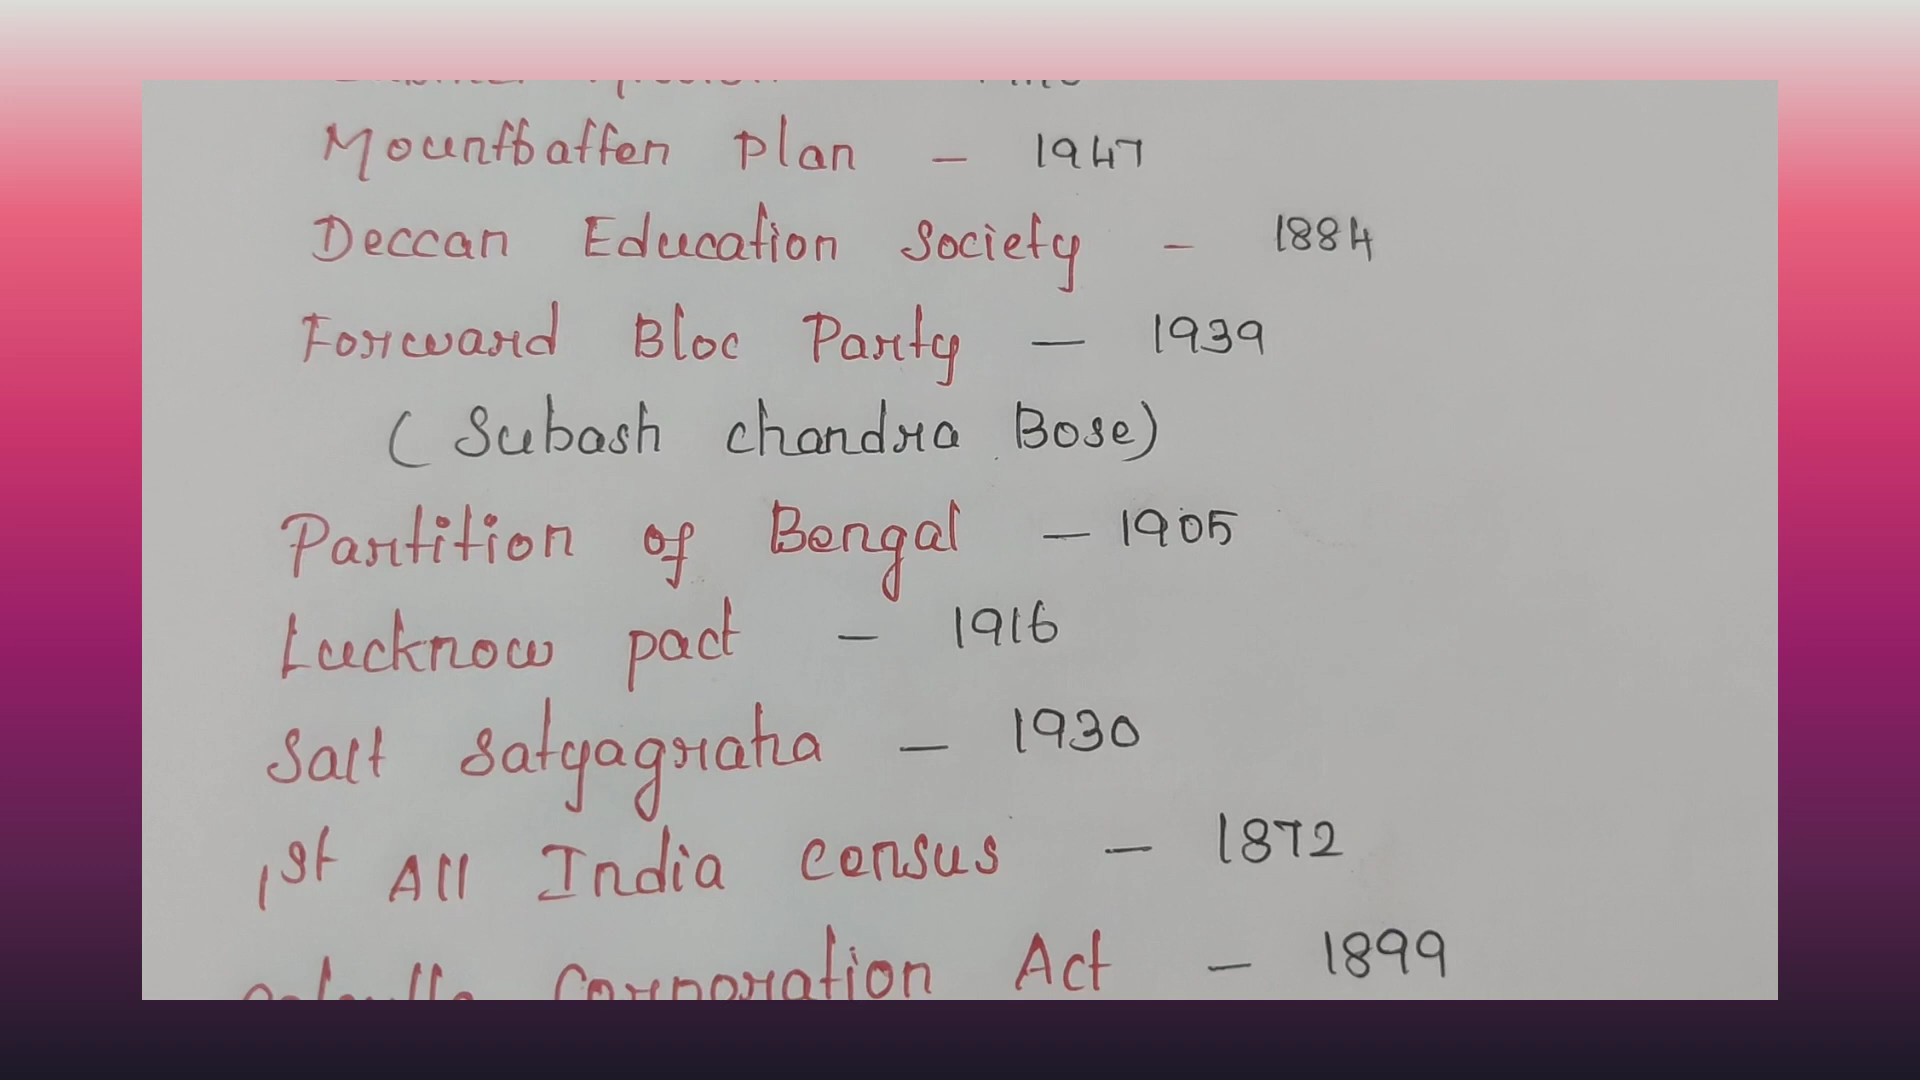 Mountbatten plan - 1947
Deccan Education Society - 1884
Forward Bloc Party - 1939
(Subash chandra Bose)
Partition of Bengal - 1905
Lucknow pact - 1916
Salt Satyagraha - 1930
1st All India census - 1872
Corporation Act - 1899